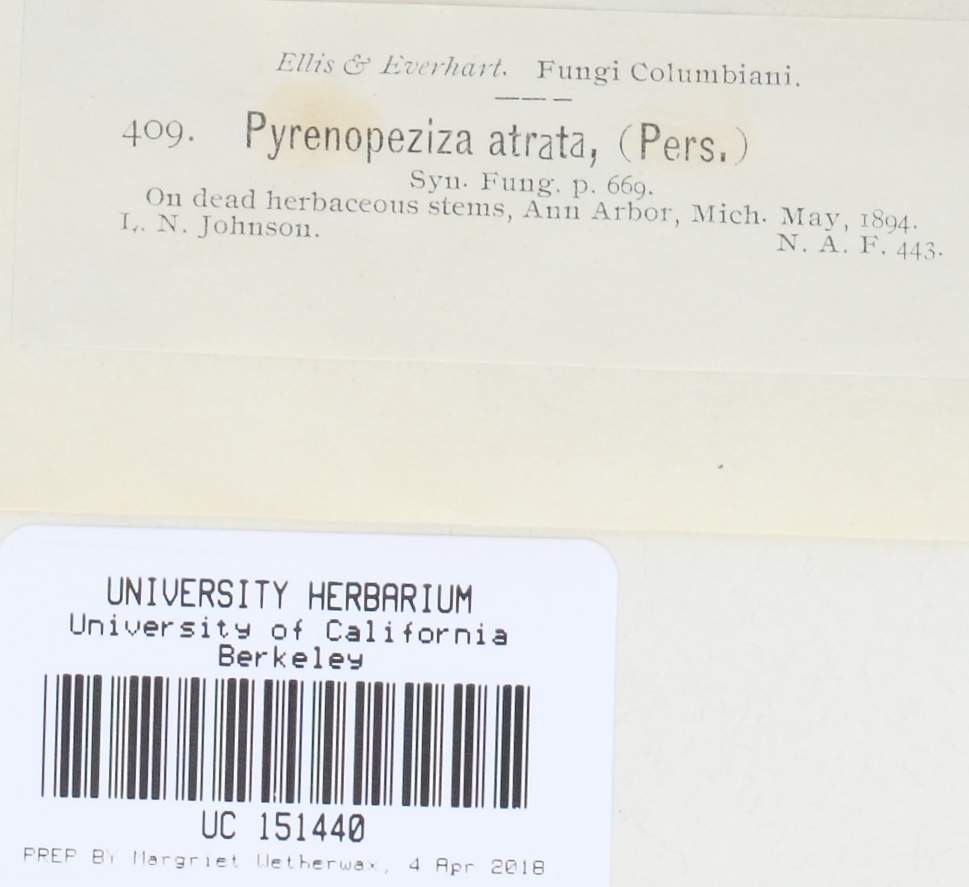 Ellis & Everhart. Fungi Columbiani.
409. Pyrenopeziza atrata, (Pers.)
Syn. Fung. p. 669.
On dead herbaceous stems, Ann Arbor, Mich. May, 1894.
L. N. Johnson.
N. A. F. 443.
UNIVERSITY HERBARIUM
University of California
Berkeley
UC 151440
PREP BY Margriet Wetherwax, 4 Apr 2018